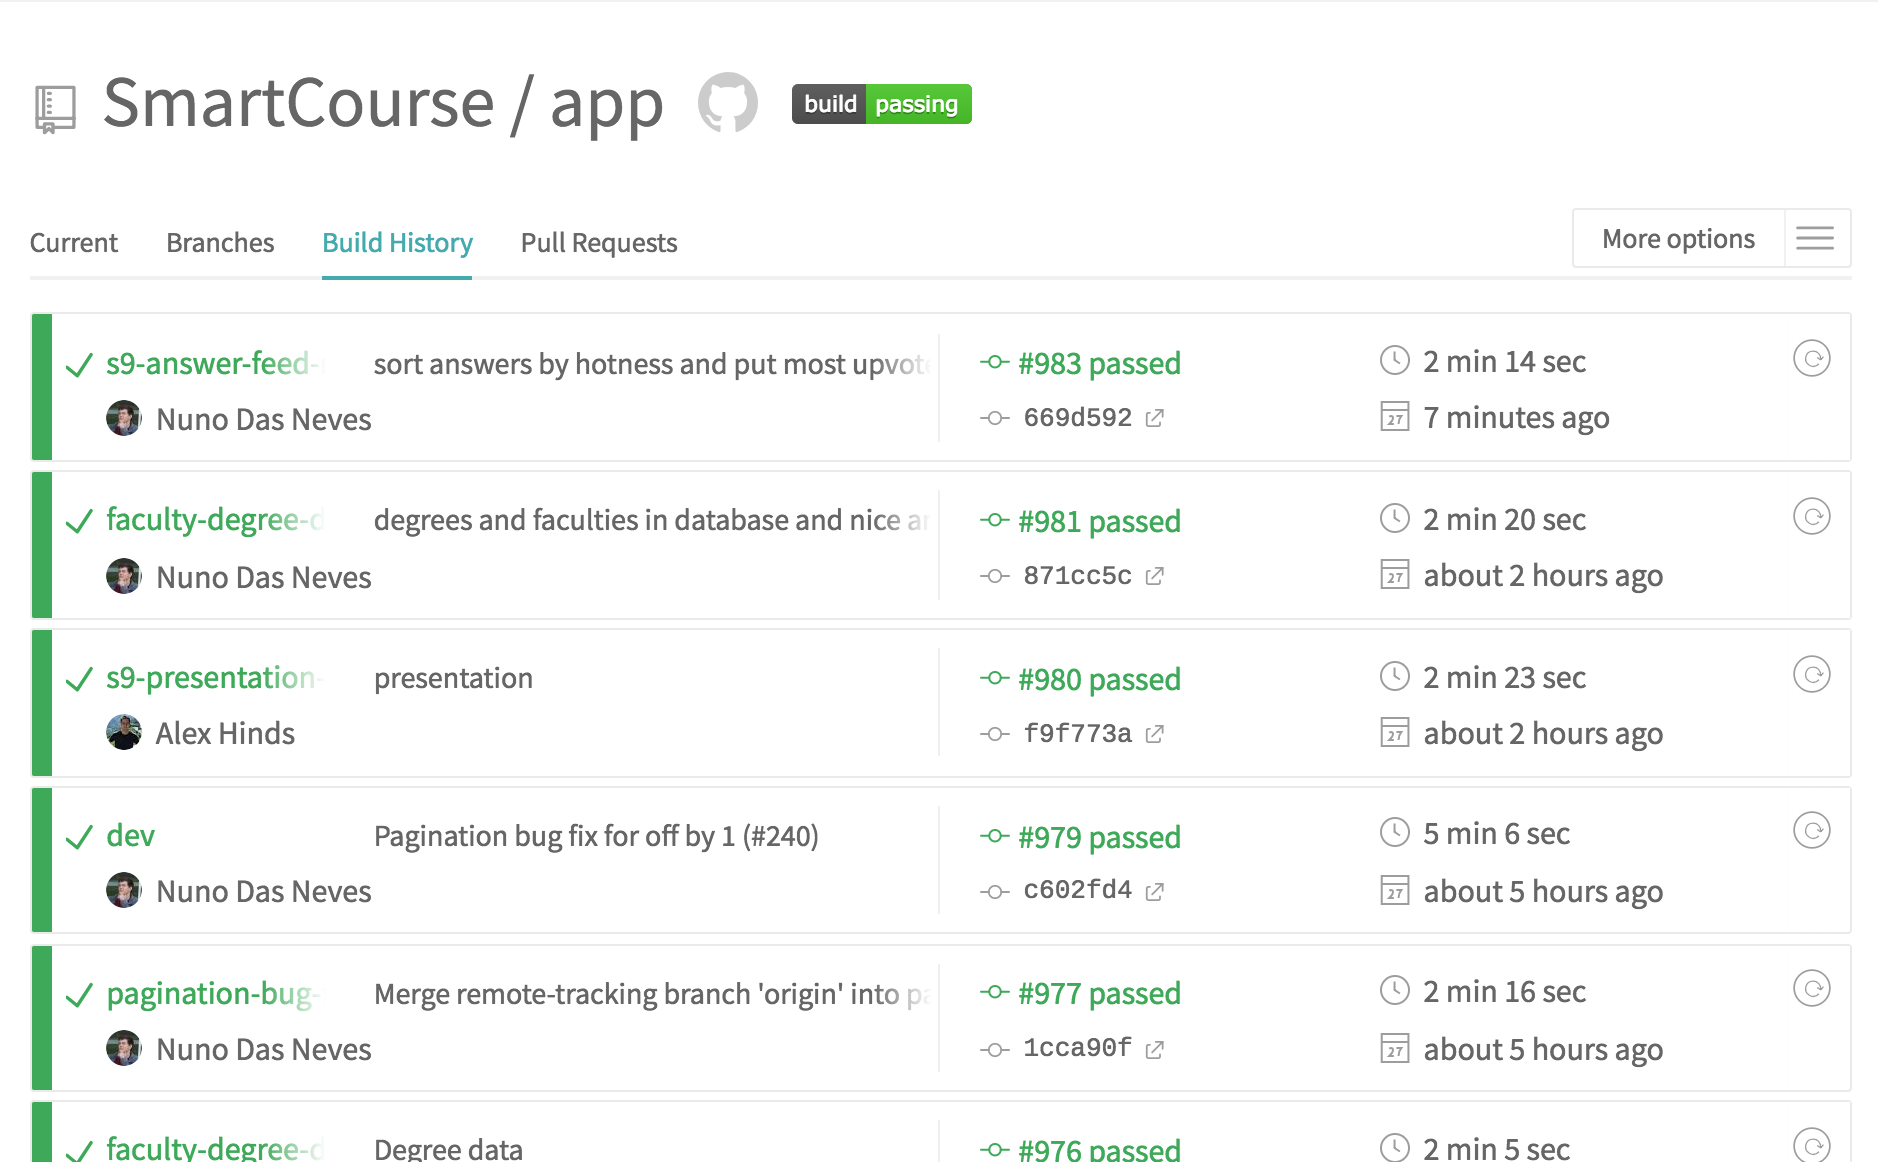 SmartCourse / app
build passing
Current Branches Build History Pull Requests
More options
s9-answer-feed- sort answers by hotness and put most upvote #983 passed 2 min 14 sec
Nuno Das Neves 669d592 27 7 minutes ago
faculty-degree-d degrees and faculties in database and nice ar #981 passed 2 min 20 sec
Nuno Das Neves 871cc5c 27 about 2 hours ago
s9-presentation- presentation #980 passed 2 min 23 sec
Alex Hinds f9f773a 27 about 2 hours ago
dev Pagination bug fix for off by 1 (#240) #979 passed 5 min 6 sec
Nuno Das Neves c602fd4 27 about 5 hours ago
pagination-bug- Merge remote-tracking branch 'origin' into pa #977 passed 2 min 16 sec
Nuno Das Neves 1cca90f 27 about 5 hours ago
faculty-degree-d Degree data #976 passed 2 min 5 sec